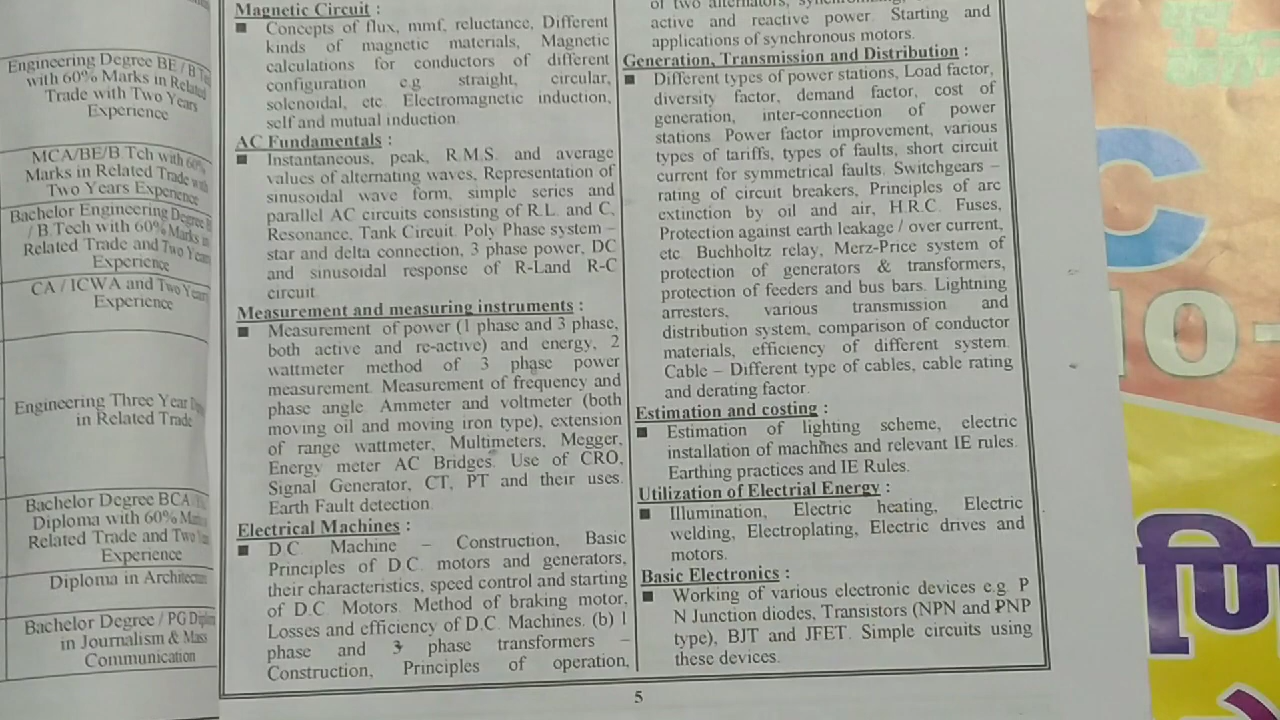 Engineering Degree BE / B
with 60% Marks in Related
Trade with Two Years
Experience
MCA/BE/B.Tch with 60%
Marks in Related Trade with
Two Years Experience
Bachelor Engineering Degree
/ B.Tech with 60% Marks in
Related Trade and Two Years
Experience
CA / ICWA and Two Years
Experience
Engineering Three Year
in Related Trade
Bachelor Degree BCA
Diploma with 60%
Related Trade and Two
Experience
Diploma in
Bachelor Degree / PG
in Journalism & Mass
Communication
Magnetic Circuit :
■ Concepts of flux, mmf, reluctance, Different
kinds of magnetic materials, Magnetic
calculations for conductors of different
configuration e.g straight, circular,
solenoidal, etc. Electromagnetic induction,
self and mutual induction.
AC Fundamentals :
■ Instantaneous, peak, R.M.S. and average
values of alternating waves, Representation of
sinusoidal wave form, simple series and
parallel AC circuits consisting of R.L. and C,
Resonance, Tank Circuit. Poly Phase system –
star and delta connection, 3 phase power, DC
and sinusoidal response of R-Land R-C
circuit.
Measurement and measuring instruments :
■ Measurement of power (1 phase and 3 phase,
both active and re-active) and energy, 2
wattmeter method of 3 phase power
measurement. Measurement of frequency and
phase angle. Ammeter and voltmeter (both
moving oil and moving iron type), extension
of range wattmeter, Multimeters, Megger,
Energy meter AC Bridges. Use of CRO,
Signal Generator, CT, PT and their uses.
Earth Fault detection.
Electrical Machines :
■ D.C. Machine – Construction, Basic
Principles of D.C. motors and generators,
their characteristics, speed control and starting
of D.C. Motors. Method of braking motor,
Losses and efficiency of D.C. Machines. (b) 1
phase and 3 phase transformers –
Construction, Principles of operation,
of two alternators,
active and reactive power. Starting and
applications of synchronous motors.
Generation, Transmission and Distribution :
■ Different types of power stations, Load factor,
diversity factor, demand factor, cost of
generation, inter-connection of power
stations. Power factor improvement, various
types of tariffs, types of faults, short circuit
current for symmetrical faults. Switchgears –
rating of circuit breakers, Principles of arc
extinction by oil and air, H.R.C. Fuses,
Protection against earth leakage / over current,
etc. Buchholtz relay, Merz-Price system of
protection of generators & transformers,
protection of feeders and bus bars. Lightning
arresters, various transmission and
distribution system, comparison of conductor
materials, efficiency of different system.
Cable – Different type of cables, cable rating
and derating factor.
Estimation and costing :
■ Estimation of lighting scheme, electric
installation of machines and relevant IE rules.
Earthing practices and IE Rules.
Utilization of Electrial Energy :
■ Illumination, Electric heating, Electric
welding, Electroplating, Electric drives and
motors.
Basic Electronics :
■ Working of various electronic devices e.g. P
N Junction diodes, Transistors (NPN and PNP
type), BJT and JFET. Simple circuits using
these devices.
5
C
10-